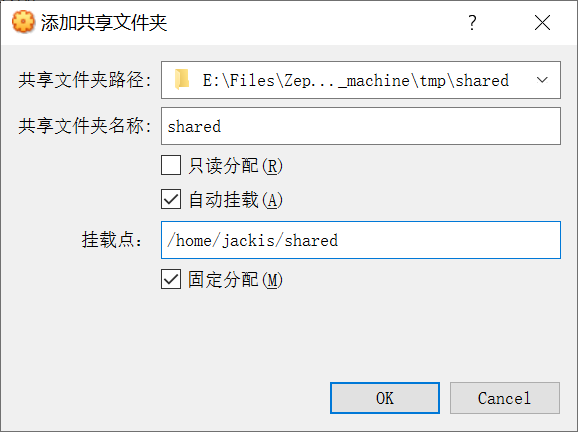 添加共享文件夹
共享文件夹路径: E:\Files\Zep..._machine\tmp\shared
共享文件夹名称: shared
只读分配(R)
自动挂载(A)
挂载点: /home/jackis/shared
固定分配(M)
OK Cancel